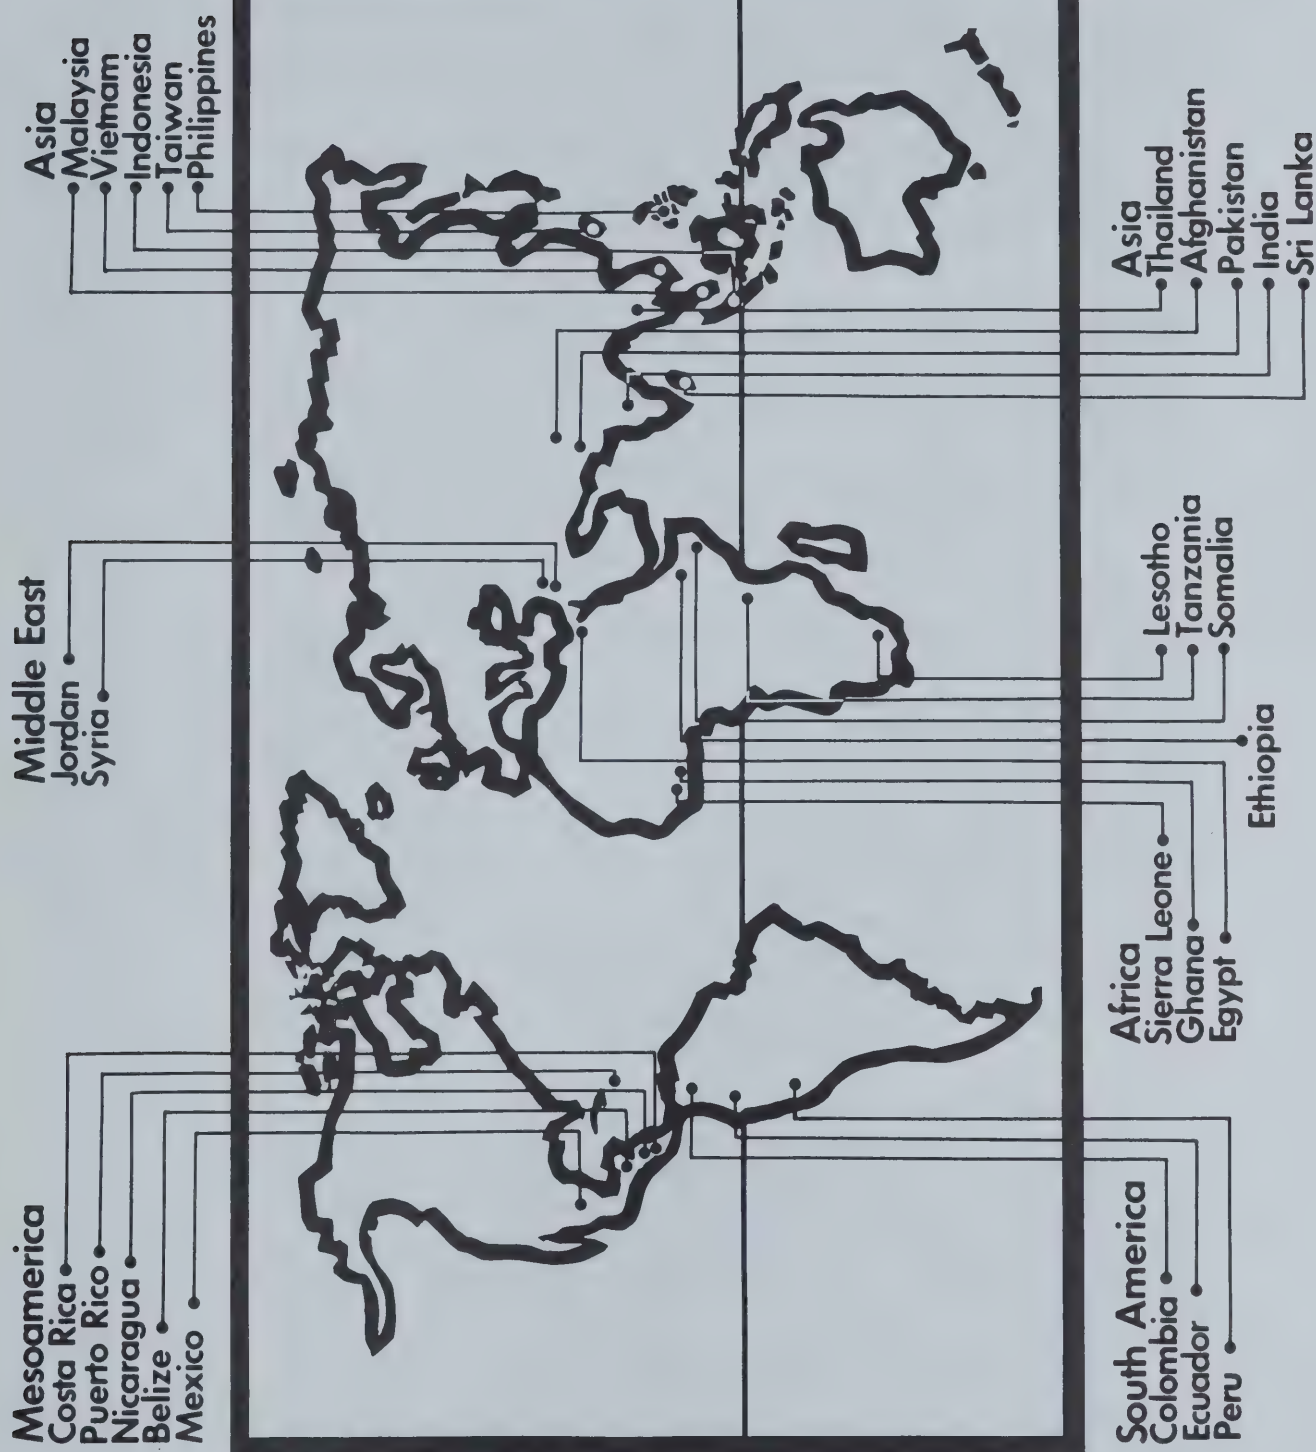 Mesoamerica
Costa Rica
Puerto Rico
Nicaragua
Belize
Mexico
Middle East
Jordan
Syria
Asia
Malaysia
Vietnam
Indonesia
Taiwan
Philippines
South America
Colombia
Ecuador
Peru
Africa
Sierra Leone
Ghana
Egypt
Ethiopia
Lesotho
Tanzania
Somalia
Asia
Thailand
Afghanistan
Pakistan
India
Sri Lanka